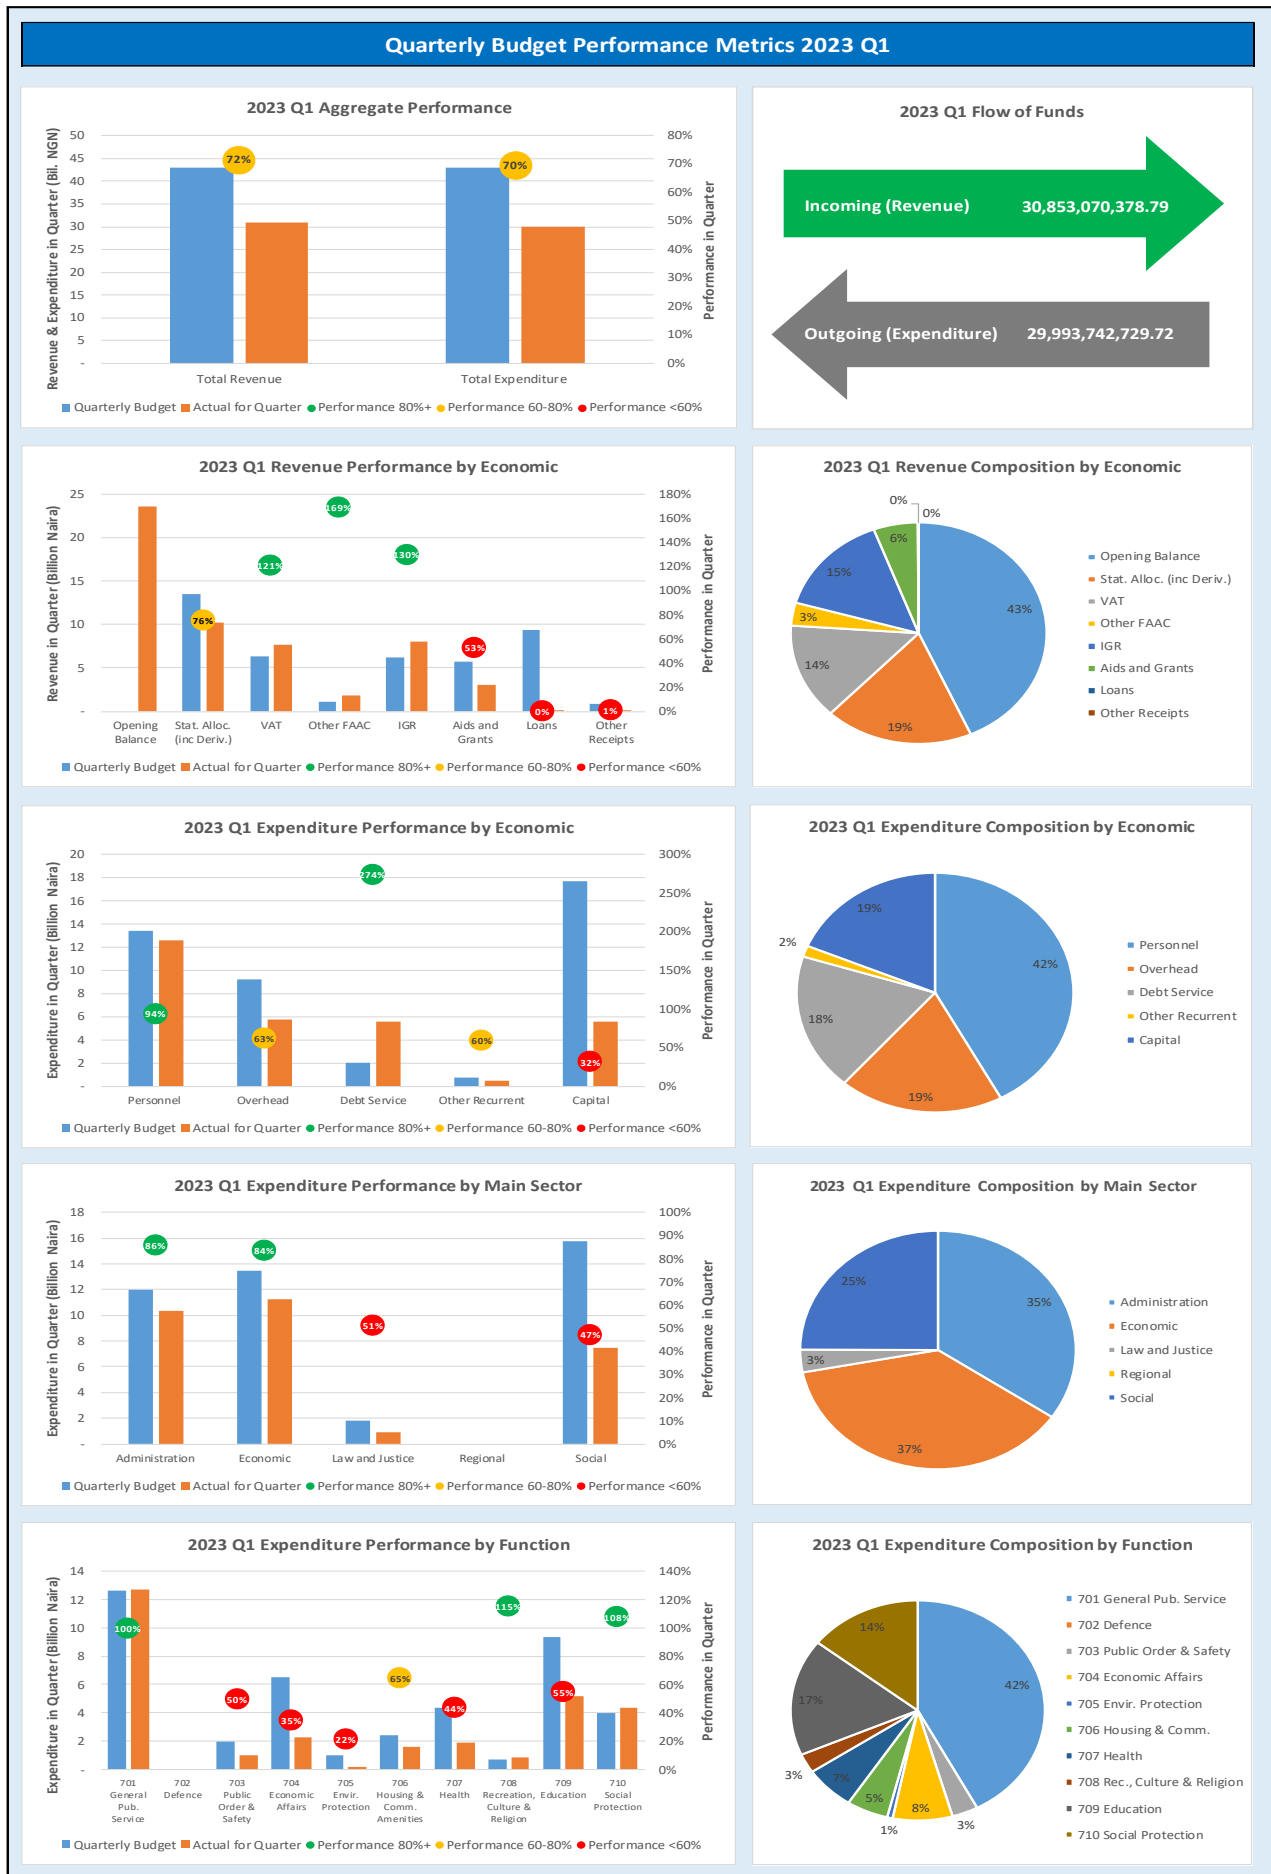 Quarterly Budget Performance Metrics 2023 Q1
2023 Q1 Aggregate Performance
Revenue & Expenditure in Quarter (Bil. NGN)
50
45
40
35
30
25
20
15
10
5
-
72%
70%
80%
70%
60%
50%
40%
30%
20%
10%
0%
Performance in Quarter
Total Revenue
Total Expenditure
Quarterly Budget
Actual for Quarter
Performance 80%+
Performance 60-80%
Performance <60%
2023 Q1 Flow of Funds
Incoming (Revenue) 30,853,070,378.79
Outgoing (Expenditure) 29,993,742,729.72
2023 Q1 Revenue Performance by Economic
Revenue in Quarter (Billion Naira)
25
20
15
10
5
-
76%
121%
169%
130%
53%
0%
1%
180%
160%
140%
120%
100%
80%
60%
40%
20%
0%
Performance in Quarter
Opening
Balance
Stat. Alloc.
(inc Deriv.)
VAT
Other FAAC
IGR
Aids and
Grants
Loans
Other
Receipts
Quarterly Budget
Actual for Quarter
Performance 80%+
Performance 60-80%
Performance <60%
2023 Q1 Revenue Composition by Economic
0%
0%
6%
15%
3%
14%
19%
43%
Opening Balance
Stat. Alloc. (inc Deriv.)
VAT
Other FAAC
IGR
Aids and Grants
Loans
Other Receipts
2023 Q1 Expenditure Performance by Economic
Expenditure in Quarter (Billion Naira)
20
18
16
14
12
10
8
6
4
2
-
94%
63%
274%
60%
32%
300%
250%
200%
150%
100%
50%
0%
Performance in Quarter
Personnel
Overhead
Debt Service
Other Recurrent
Capital
Quarterly Budget
Actual for Quarter
Performance 80%+
Performance 60-80%
Performance <60%
2023 Q1 Expenditure Composition by Economic
19%
2%
18%
19%
42%
Personnel
Overhead
Debt Service
Other Recurrent
Capital
2023 Q1 Expenditure Performance by Main Sector
Expenditure in Quarter (Billion Naira)
18
16
14
12
10
8
6
4
2
-
86%
84%
51%
47%
100%
90%
80%
70%
60%
50%
40%
30%
20%
10%
0%
Performance in Quarter
Administration
Economic
Law and Justice
Regional
Social
Quarterly Budget
Actual for Quarter
Performance 80%+
Performance 60-80%
Performance <60%
2023 Q1 Expenditure Composition by Main Sector
25%
35%
3%
37%
Administration
Economic
Law and Justice
Regional
Social
2023 Q1 Expenditure Performance by Function
Expenditure in Quarter (Billion Naira)
14
12
10
8
6
4
2
-
100%
50%
35%
22%
65%
44%
115%
55%
108%
140%
120%
100%
80%
60%
40%
20%
0%
Performance in Quarter
701
General
Pub.
Service
702
Defence
703
Public
Order &
Safety
704
Economic
Affairs
705
Envir.
Protection
706
Housing &
Comm.
Amenities
707
Health
708
Recreation,
Culture &
Religion
709
Education
710
Social
Protection
Quarterly Budget
Actual for Quarter
Performance 80%+
Performance 60-80%
Performance <60%
2023 Q1 Expenditure Composition by Function
14%
17%
3%
7%
5%
1%
8%
3%
42%
701 General Pub. Service
702 Defence
703 Public Order & Safety
704 Economic Affairs
705 Envir. Protection
706 Housing & Comm.
707 Health
708 Rec., Culture & Religion
709 Education
710 Social Protection